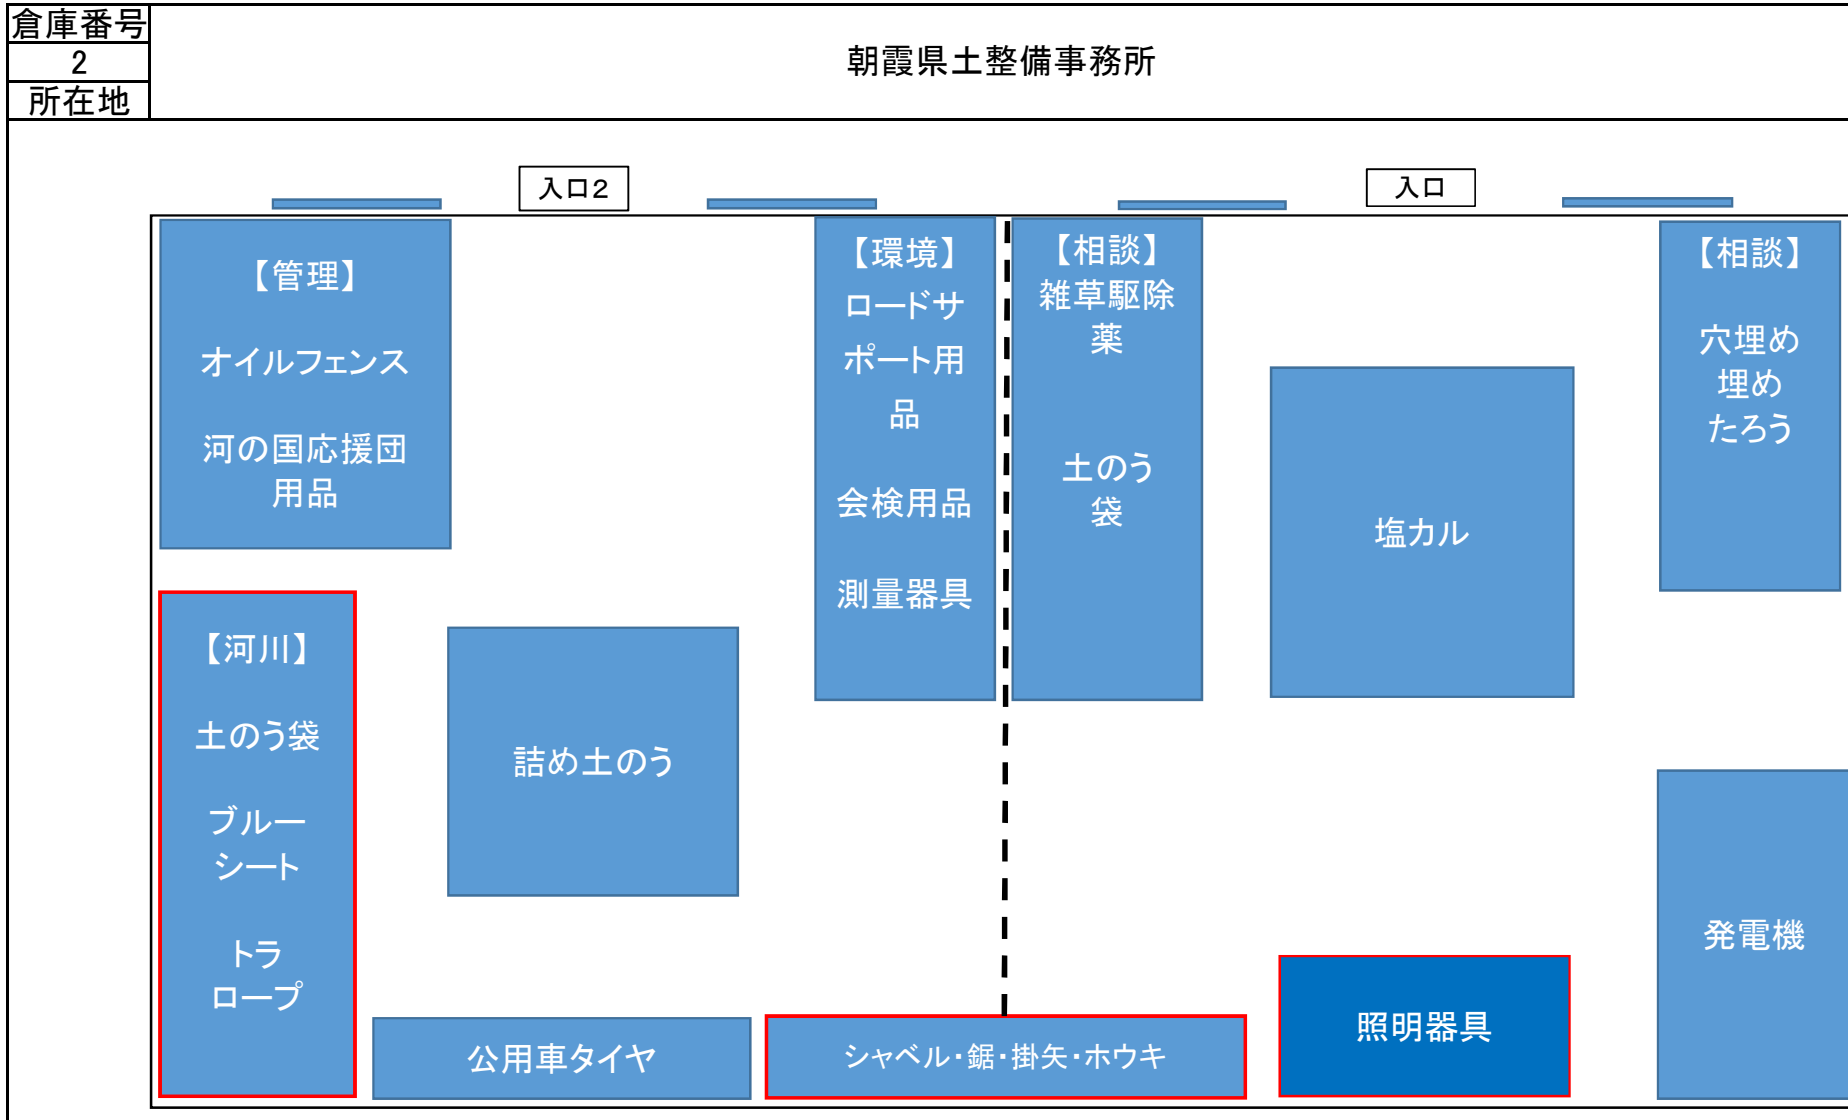 倉庫番号
2
所在地
朝霞県土整備事務所
入口2
入口
【管理】
オイルフェンス
河の国応援団
用品
【環境】
ロードサ
ポート用
品
会検用品
測量器具
【相談】
雑草駆除
薬
土のう
袋
塩カル
【相談】
穴埋め
埋め
たろう
【河川】
土のう袋
ブルー
シート
トラ
ロープ
詰め土のう
発電機
公用車タイヤ
シャベル・鋸・掛矢・ホウキ
照明器具